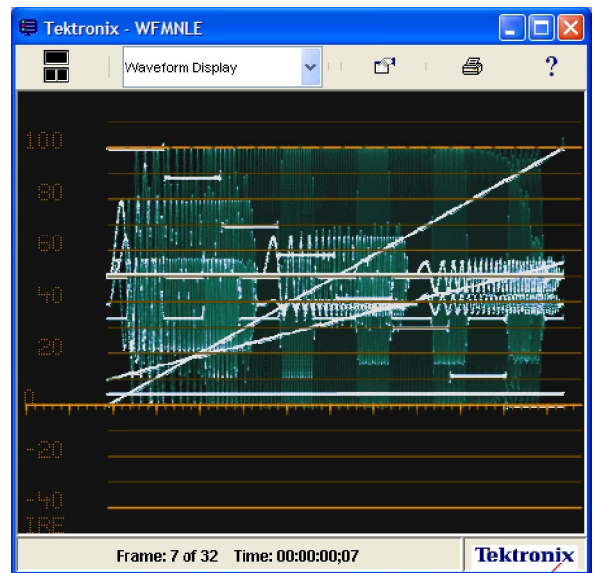 Tektronix - WFMNLE
Waveform Display
?
100
80
60
40
20
0
-20
-40
IRE
Frame: 7 of 32 Time: 00:00:00;07
Tektronix